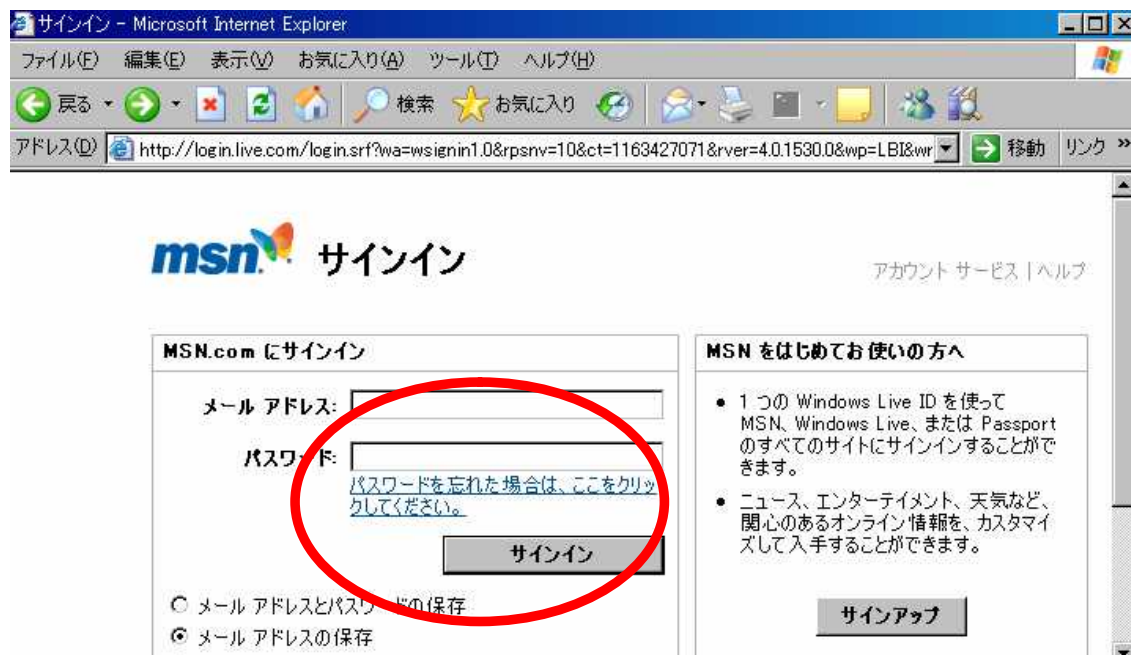 サインイン - Microsoft Internet Explorer
ファイル(F) 編集(E) 表示(V) お気に入り(A) ツール(T) ヘルプ(H)
戻る 検索 お気に入り
アドレス(D) http://login.live.com/login.srf?wa=wsignin1.0&rpsnv=10&ct=1163427071&rver=4.0.1530.0&wp=LBI&wr 移動 リンク »
msn サインイン
アカウント サービス | ヘルプ
MSN.com にサインイン
メール アドレス:
パスワード:
パスワードを忘れた場合は、ここをクリッ
クしてください。
サインイン
メール アドレスとパスワードの保存
メール アドレスの保存
MSN をはじめてお使いの方へ
• 1 つの Windows Live ID を使って
MSN、Windows Live、または Passport
のすべてのサイトにサインインすることがで
きます。
• ニュース、エンターテイメント、天気など、
関心のあるオンライン情報を、カスタマイ
ズして入手することができます。
サインアップ